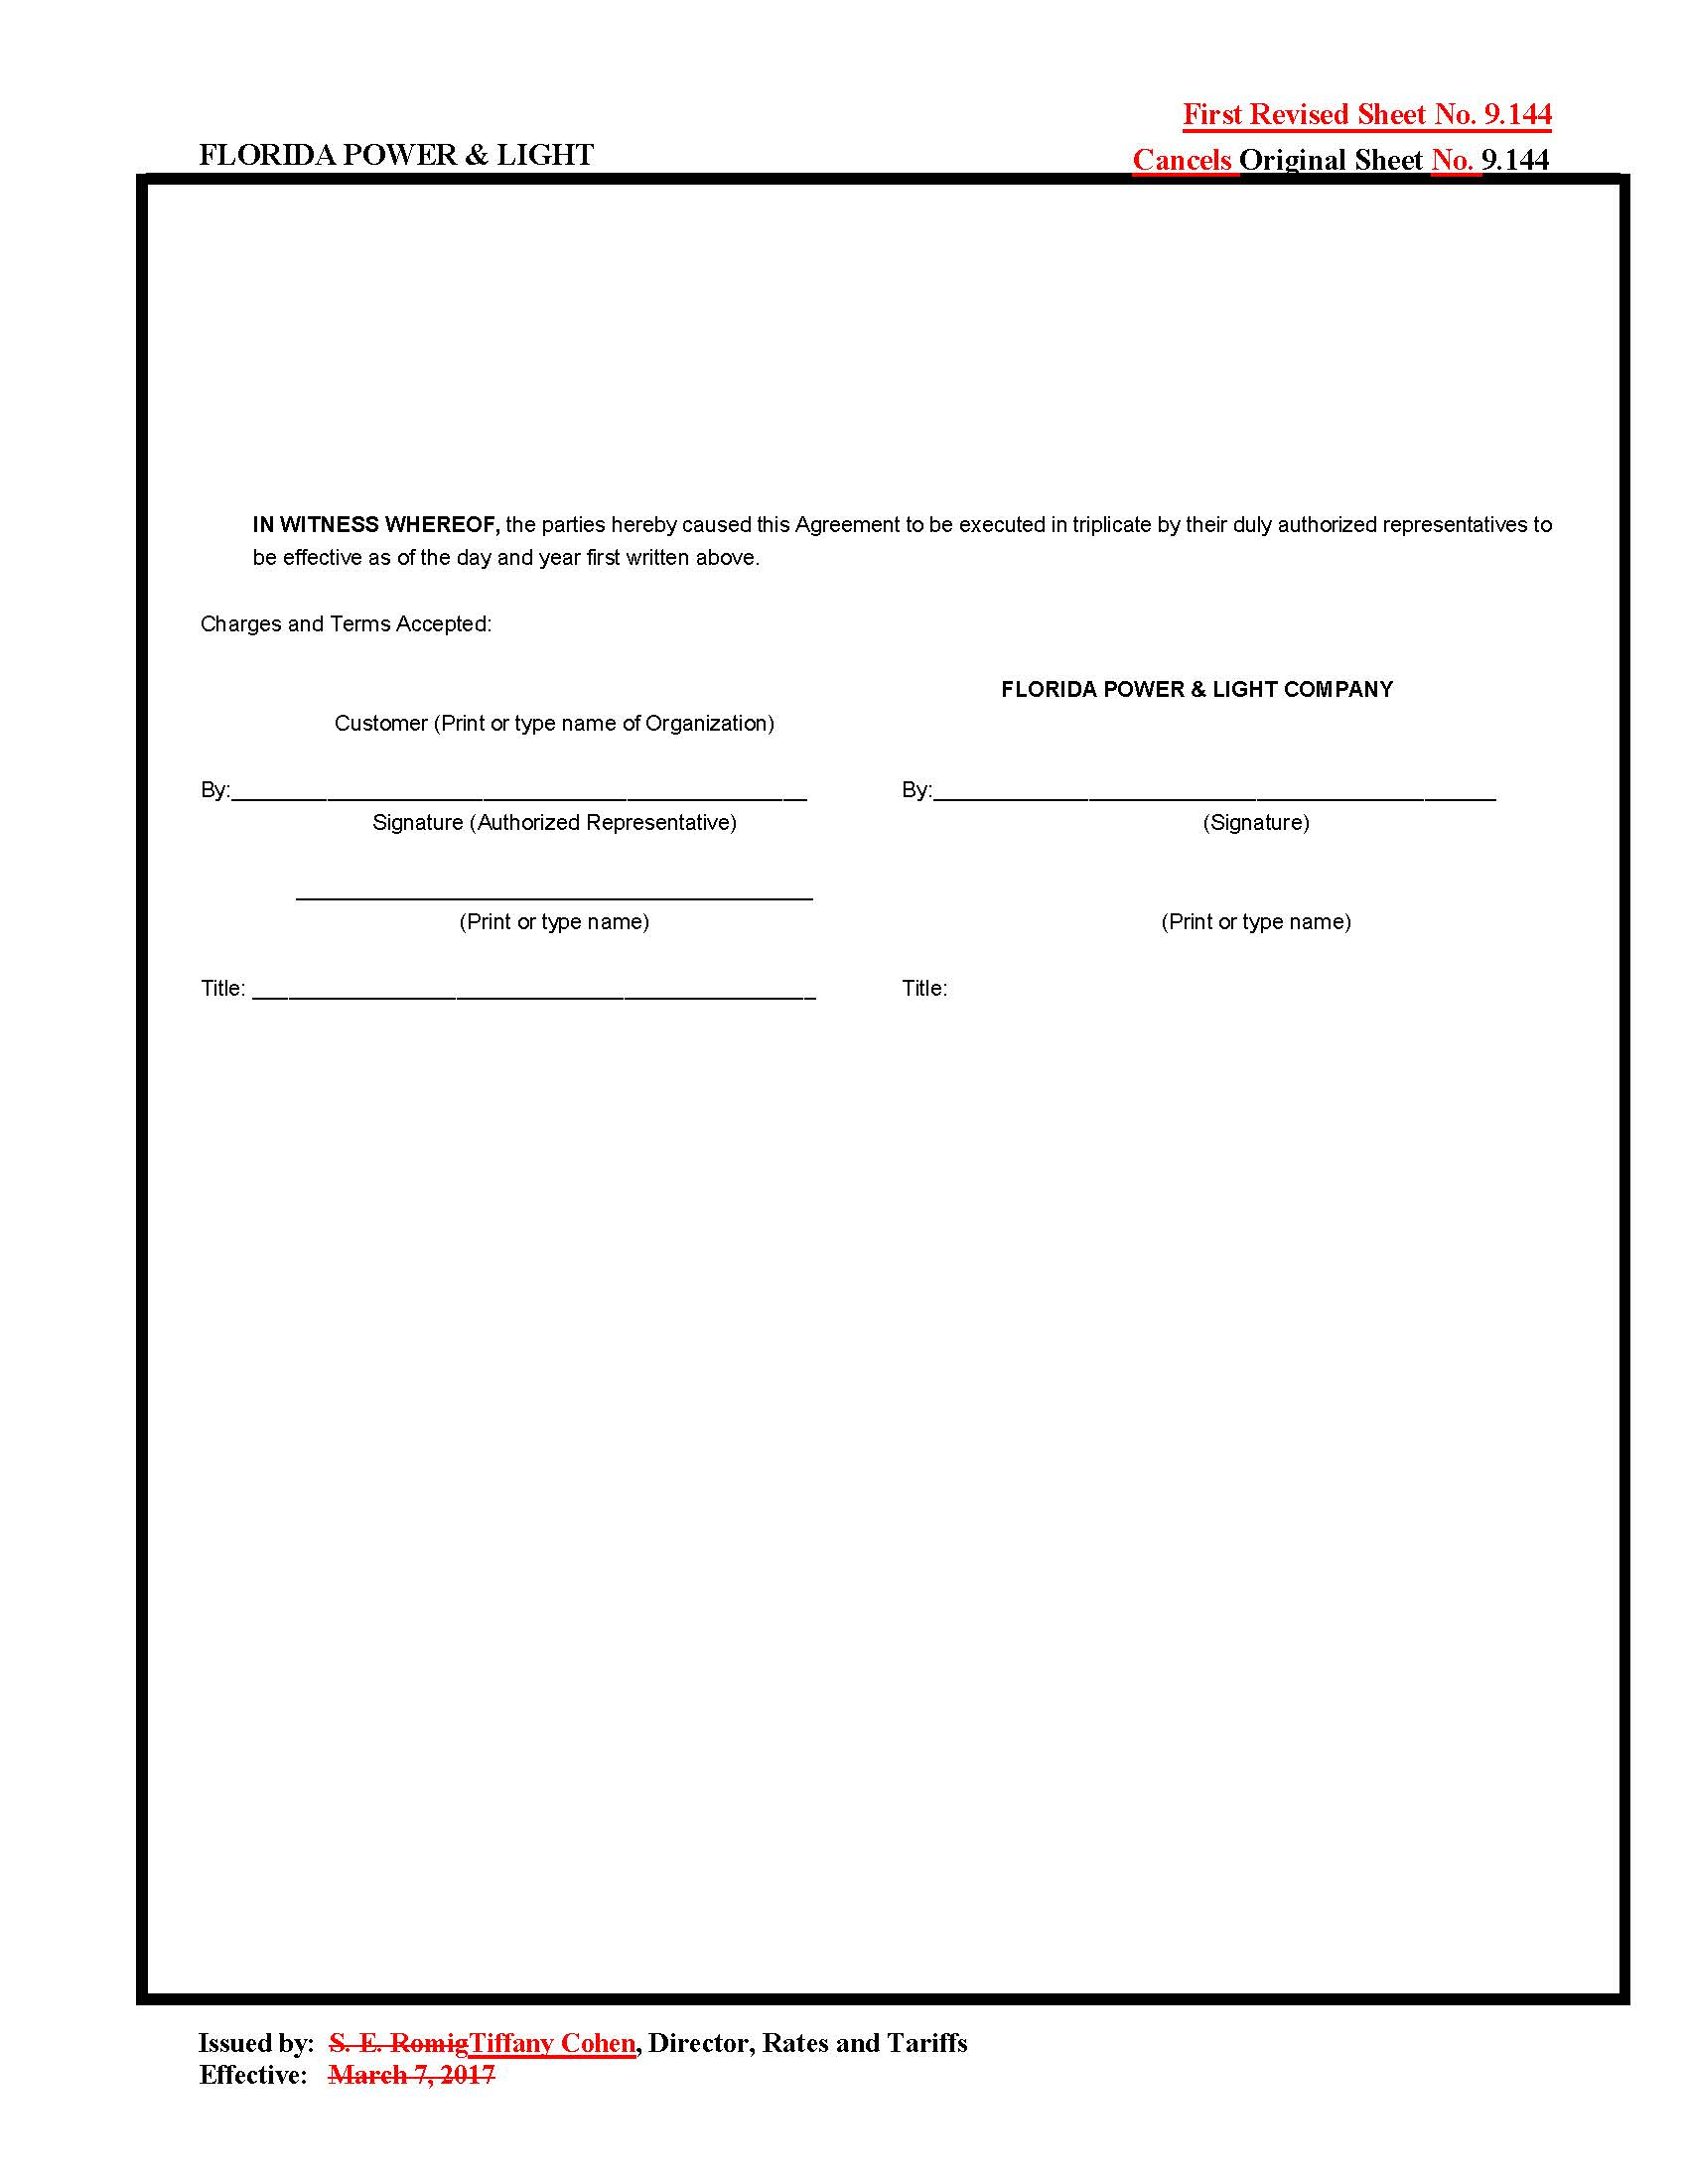 First Revised Sheet No. 9.144
FLORIDA POWER & LIGHT
Cancels Original Sheet No. 9.144
IN WITNESS WHEREOF, the parties hereby caused this Agreement to be executed in triplicate by their duly authorized representatives to
be effective as of the day and year first written above.
Charges and Terms Accepted:
FLORIDA POWER & LIGHT COMPANY
Customer (Print or type name of Organization)
By:
By:
Signature (Authorized Representative)
(Signature)
(Print or type name)
(Print or type name)
Title:
Title:
Issued by: S. E. RomigTiffany Cohen, Director, Rates and Tariffs
Effective: March 7, 2017